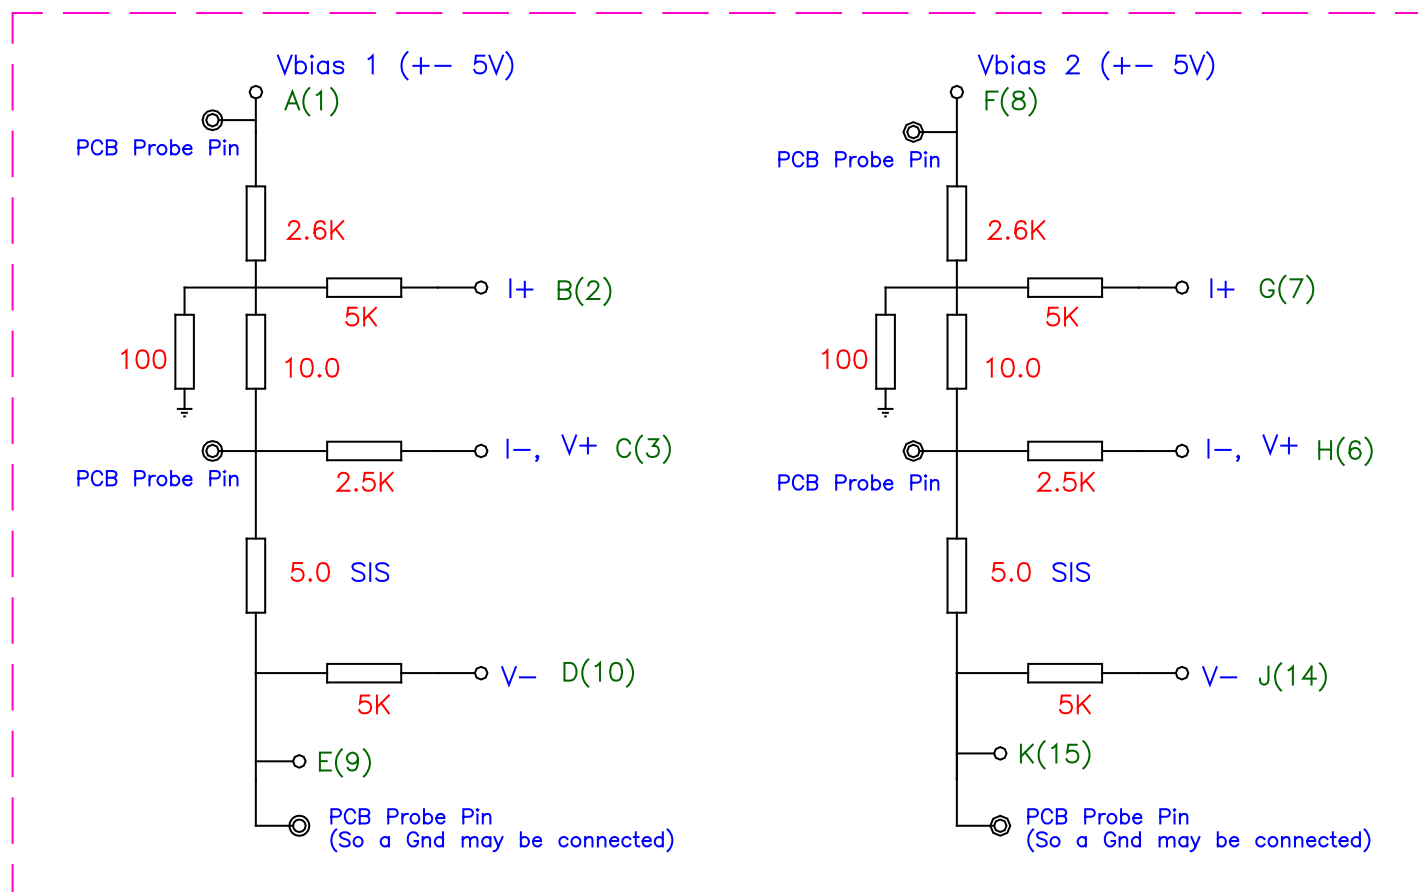 Vbias 1 (+− 5V)
A(1)
PCB Probe Pin
2.6K
I+ B(2)
5K
100
10.0
I−, V+ C(3)
PCB Probe Pin
2.5K
5.0 SIS
V− D(10)
5K
E(9)
PCB Probe Pin
(So a Gnd may be connected)
Vbias 2 (+− 5V)
F(8)
PCB Probe Pin
2.6K
I+ G(7)
5K
100
10.0
I−, V+ H(6)
PCB Probe Pin
2.5K
5.0 SIS
V− J(14)
5K
K(15)
PCB Probe Pin
(So a Gnd may be connected)